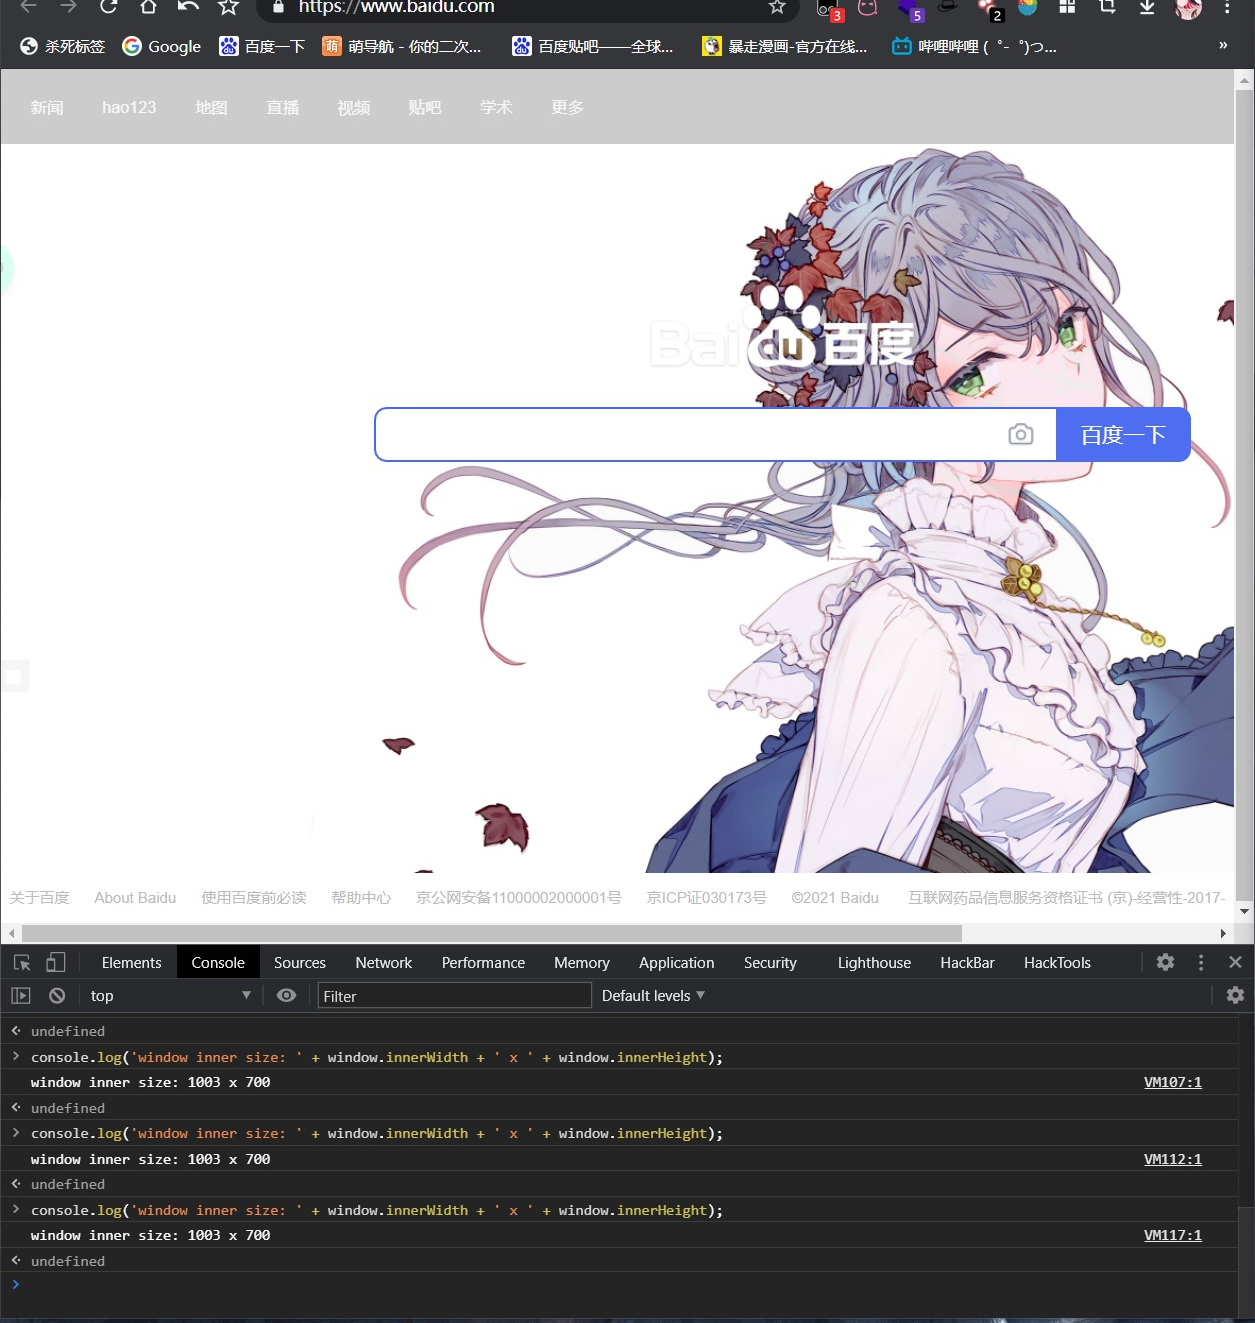 https://www.baidu.com
3
5
2
杀死标签 Google 百度一下 萌 萌导航 - 你的二次... 百度贴吧——全球... 暴走漫画-官方在线... 哔哩哔哩 ( ゜- ゜)つ... »
新闻 hao123 地图 直播 视频 贴吧 学术 更多
Bai du 百度
百度一下
关于百度 About Baidu 使用百度前必读 帮助中心 京公网安备11000002000001号 京ICP证030173号 ©2021 Baidu 互联网药品信息服务资格证书 (京)-经营性-2017-
Elements Console Sources Network Performance Memory Application Security Lighthouse HackBar HackTools
top Filter Default levels
undefined
console.log('window inner size: ' + window.innerWidth + ' x ' + window.innerHeight);
window inner size: 1003 x 700 VM107:1
undefined
console.log('window inner size: ' + window.innerWidth + ' x ' + window.innerHeight);
window inner size: 1003 x 700 VM112:1
undefined
console.log('window inner size: ' + window.innerWidth + ' x ' + window.innerHeight);
window inner size: 1003 x 700 VM117:1
undefined